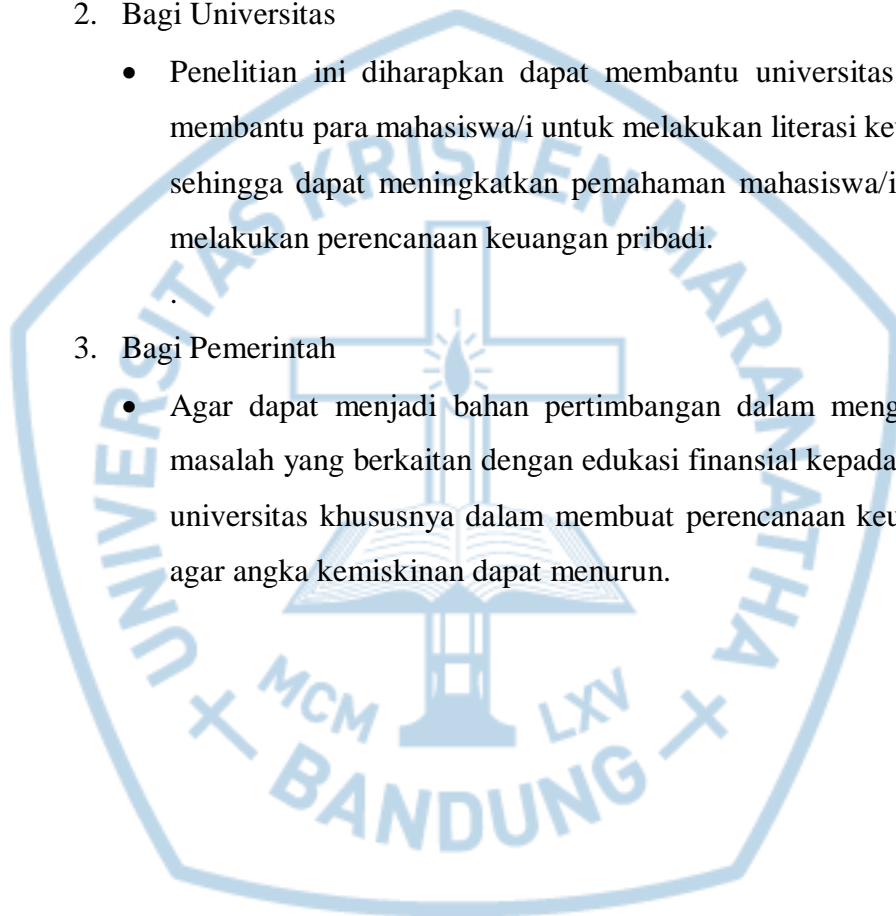 2. Bagi Universitas
• Penelitian ini diharapkan dapat membantu universitas
membantu para mahasiswa/i untuk melakukan literasi ke
sehingga dapat meningkatkan pemahaman mahasiswa/i
melakukan perencanaan keuangan pribadi.
.
3. Bagi Pemerintah
• Agar dapat menjadi bahan pertimbangan dalam meng
masalah yang berkaitan dengan edukasi finansial kepada
universitas khususnya dalam membuat perencanaan keu
agar angka kemiskinan dapat menurun.
UNIVERSITAS KRISTEN MARANATHA
MCM LXV
BANDUNG